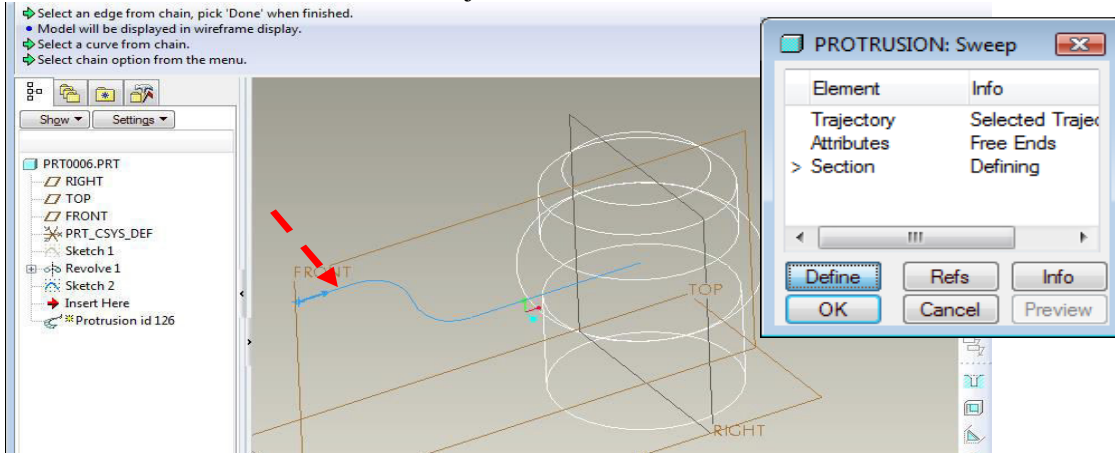 Select an edge from chain, pick 'Done' when finished.
Model will be displayed in wireframe display.
Select a curve from chain.
Select chain option from the menu.
Show Settings
PRT0006.PRT
RIGHT
TOP
FRONT
PRT_CSYS_DEF
Sketch 1
Revolve 1
Sketch 2
Insert Here
Protrusion id 126
FRONT
TOP
RIGHT
PROTRUSION: Sweep
Element Info
Trajectory Selected Trajec
Attributes Free Ends
> Section Defining
Define Refs Info
OK Cancel Preview